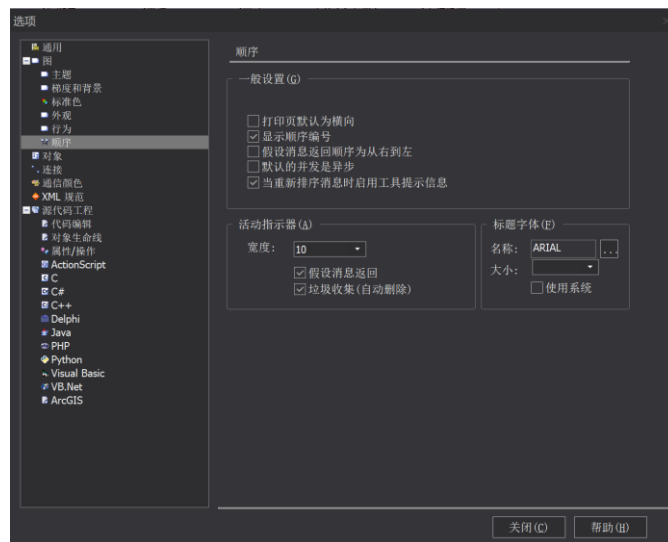 选项
通用
图
主题
梯度和背景
标准色
外观
行为
顺序
对象
连接
通信颜色
XML 规范
源代码工程
代码编辑
对象生命线
属性/操作
ActionScript
C
C#
C++
Delphi
Java
PHP
Python
Visual Basic
VB.Net
ArcGIS
顺序
一般设置(G)
打印页默认为横向
显示顺序编号
假设消息返回顺序为从右到左
默认的并发是异步
当重新排序消息时启用工具提示信息
活动指示器(A)
宽度: 10
假设消息返回
垃圾收集(自动删除)
标题字体(F)
名称: ARIAL ...
大小:
使用系统
关闭(C) 帮助(H)